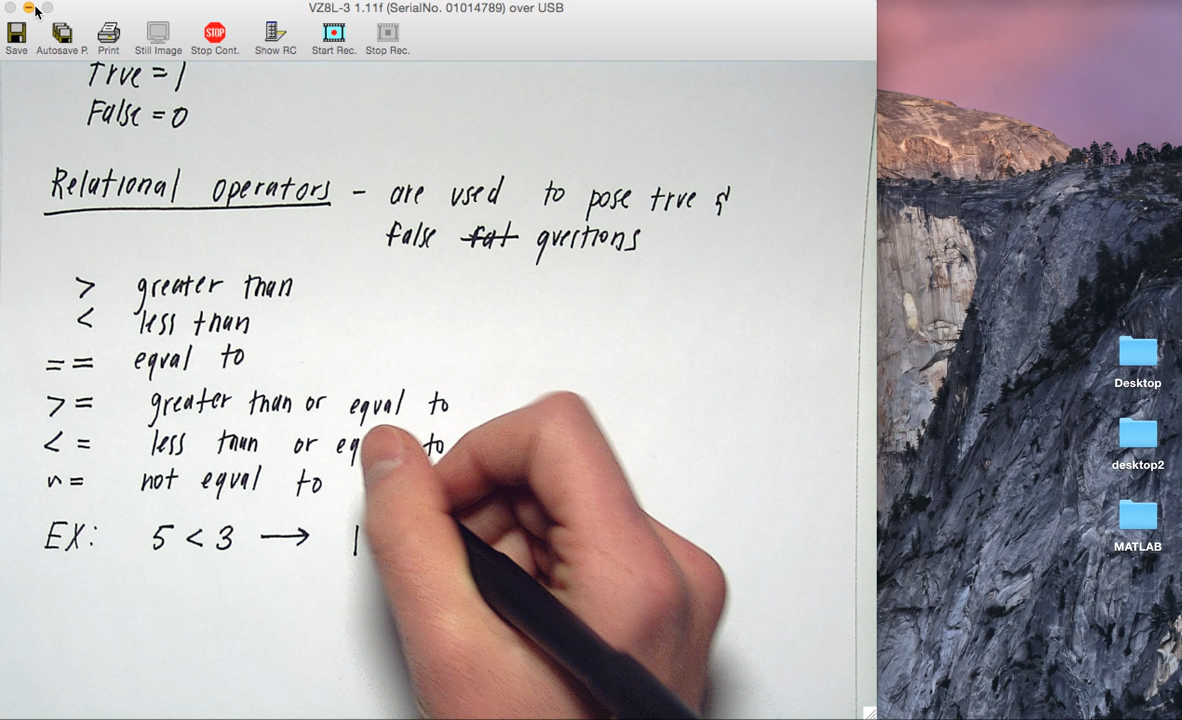 VZ8L-3 1.11f (SerialNo. 01014789) over USB
Save Autosave P. Print Still Image Stop Cont. Show RC Start Rec. Stop Rec.
STOP
True = 1
False = 0
Relational operators - are used to pose true &
false fat questions
> greater than
< less than
== equal to
>= greater than or equal to
<= less than or eq to
~= not equal to
EX: 5 < 3 →
Desktop
desktop2
MATLAB